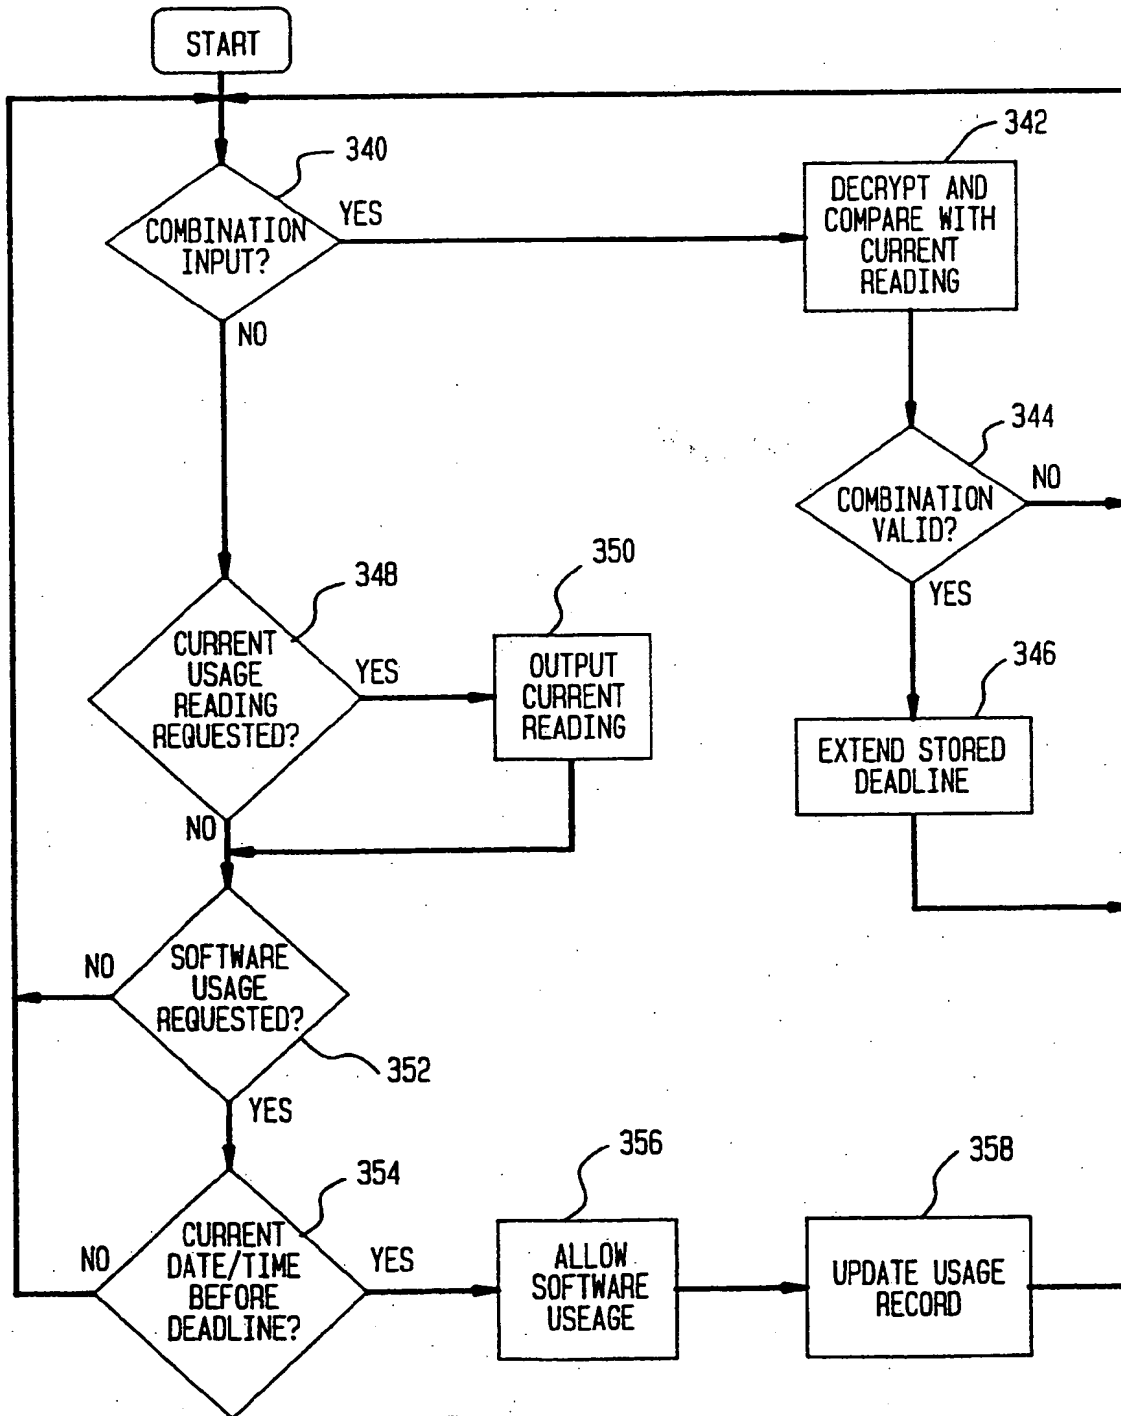 START
340
COMBINATION
INPUT?
YES
NO
342
DECRYPT AND
COMPARE WITH
CURRENT
READING
344
COMBINATION
VALID?
NO
YES
346
EXTEND STORED
DEADLINE
348
CURRENT
USAGE
READING
REQUESTED?
YES
NO
350
OUTPUT
CURRENT
READING
SOFTWARE
USAGE
REQUESTED?
NO
352
YES
354
CURRENT
DATE/TIME
BEFORE
DEADLINE?
NO
YES
356
ALLOW
SOFTWARE
USEAGE
358
UPDATE USAGE
RECORD